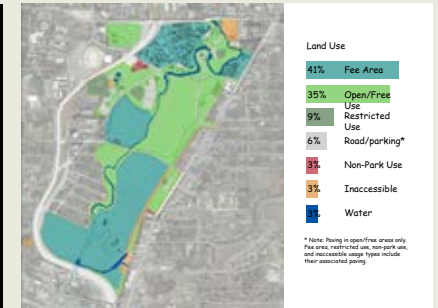 Land Use
41% Fee Area
35% Open/Free
Use
9% Restricted
Use
6% Road/parking*
3% Non-Park Use
3% Inaccessible
3% Water
* Note: Paving in open/free areas only.
Fee area, restricted use, non-park use,
and inaccessible usage types include
their associated paving.